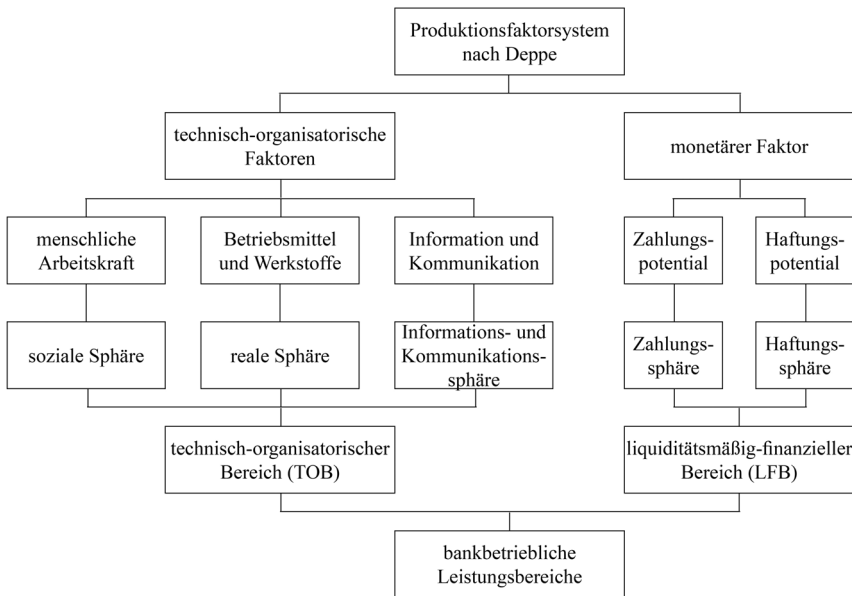 Produktionsfaktorsystem
nach Deppe
technisch-organisatorische
Faktoren
monetärer Faktor
menschliche
Arbeitskraft
Betriebsmittel
und Werkstoffe
Information und
Kommunikation
Zahlungs-
potential
Haftungs-
potential
soziale Sphäre
reale Sphäre
Informations- und
Kommunikations-
sphäre
Zahlungs-
sphäre
Haftungs-
sphäre
technisch-organisatorischer
Bereich (TOB)
liquiditätsmäßig-finanzieller
Bereich (LFB)
bankbetriebliche
Leistungsbereiche